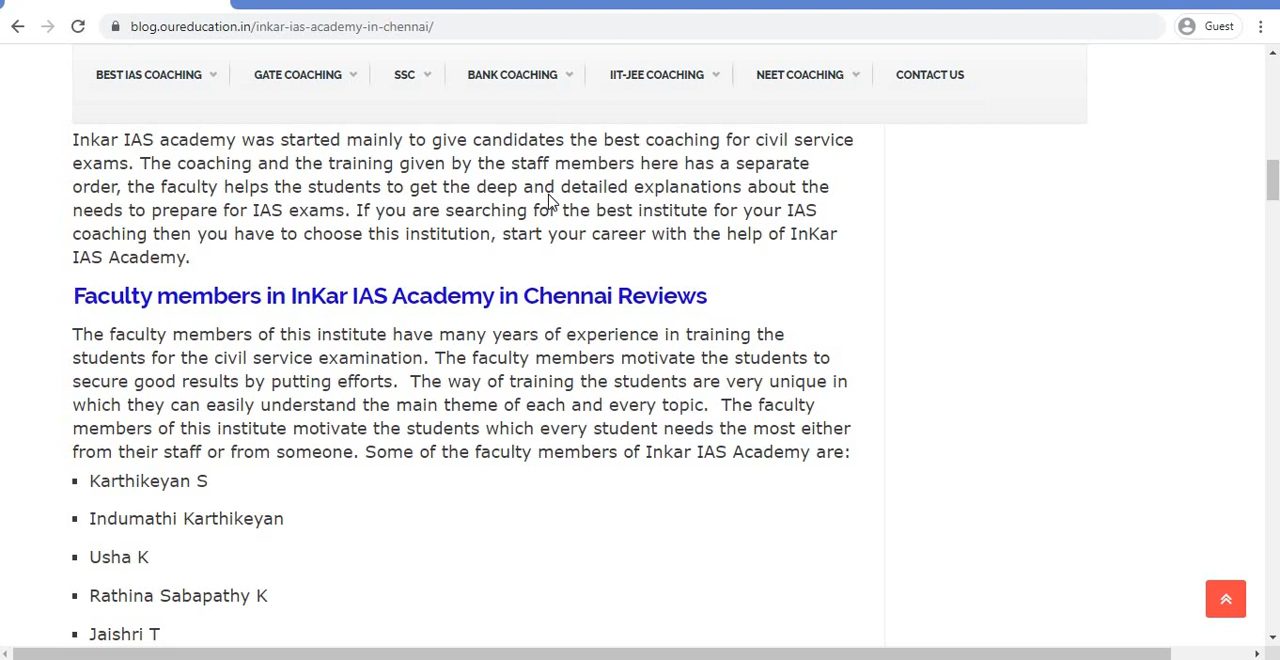 blog.oureducation.in/inkar-ias-academy-in-chennai/
Guest
BEST IAS COACHING GATE COACHING SSC BANK COACHING IIT-JEE COACHING NEET COACHING CONTACT US
Inkar IAS academy was started mainly to give candidates the best coaching for civil service
exams. The coaching and the training given by the staff members here has a separate
order, the faculty helps the students to get the deep and detailed explanations about the
needs to prepare for IAS exams. If you are searching for the best institute for your IAS
coaching then you have to choose this institution, start your career with the help of InKar
IAS Academy.
Faculty members in InKar IAS Academy in Chennai Reviews
The faculty members of this institute have many years of experience in training the
students for the civil service examination. The faculty members motivate the students to
secure good results by putting efforts.  The way of training the students are very unique in
which they can easily understand the main theme of each and every topic.  The faculty
members of this institute motivate the students which every student needs the most either
from their staff or from someone. Some of the faculty members of Inkar IAS Academy are:
Karthikeyan S
Indumathi Karthikeyan
Usha K
Rathina Sabapathy K
Jaishri T